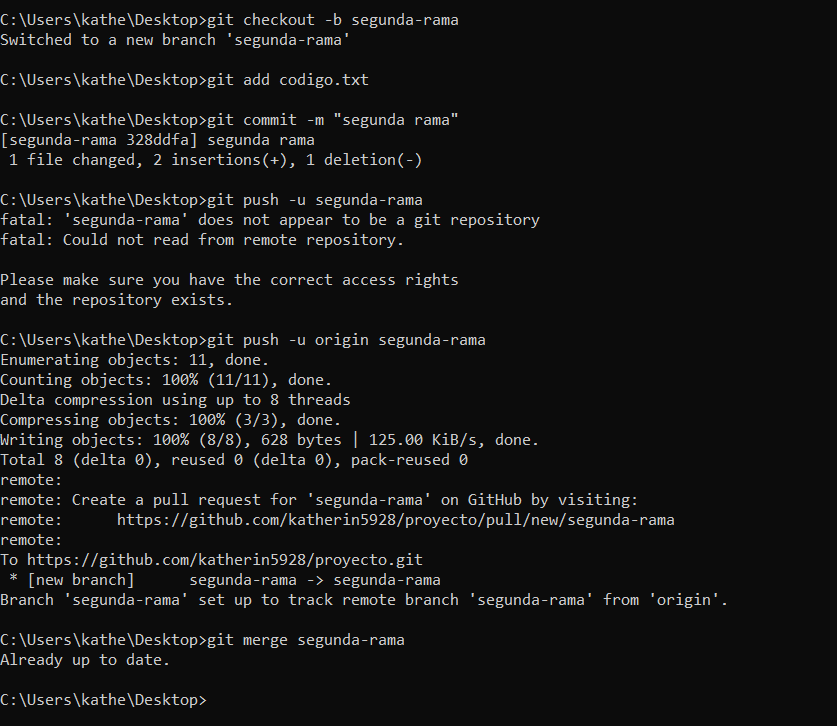 C:\Users\kathe\Desktop>git checkout -b segunda-rama
Switched to a new branch 'segunda-rama'
C:\Users\kathe\Desktop>git add codigo.txt
C:\Users\kathe\Desktop>git commit -m "segunda rama"
[segunda-rama 328ddfa] segunda rama
 1 file changed, 2 insertions(+), 1 deletion(-)
C:\Users\kathe\Desktop>git push -u segunda-rama
fatal: 'segunda-rama' does not appear to be a git repository
fatal: Could not read from remote repository.
Please make sure you have the correct access rights
and the repository exists.
C:\Users\kathe\Desktop>git push -u origin segunda-rama
Enumerating objects: 11, done.
Counting objects: 100% (11/11), done.
Delta compression using up to 8 threads
Compressing objects: 100% (3/3), done.
Writing objects: 100% (8/8), 628 bytes | 125.00 KiB/s, done.
Total 8 (delta 0), reused 0 (delta 0), pack-reused 0
remote:
remote: Create a pull request for 'segunda-rama' on GitHub by visiting:
remote:      https://github.com/katherin5928/proyecto/pull/new/segunda-rama
remote:
To https://github.com/katherin5928/proyecto.git
 * [new branch]      segunda-rama -> segunda-rama
Branch 'segunda-rama' set up to track remote branch 'segunda-rama' from 'origin'.
C:\Users\kathe\Desktop>git merge segunda-rama
Already up to date.
C:\Users\kathe\Desktop>